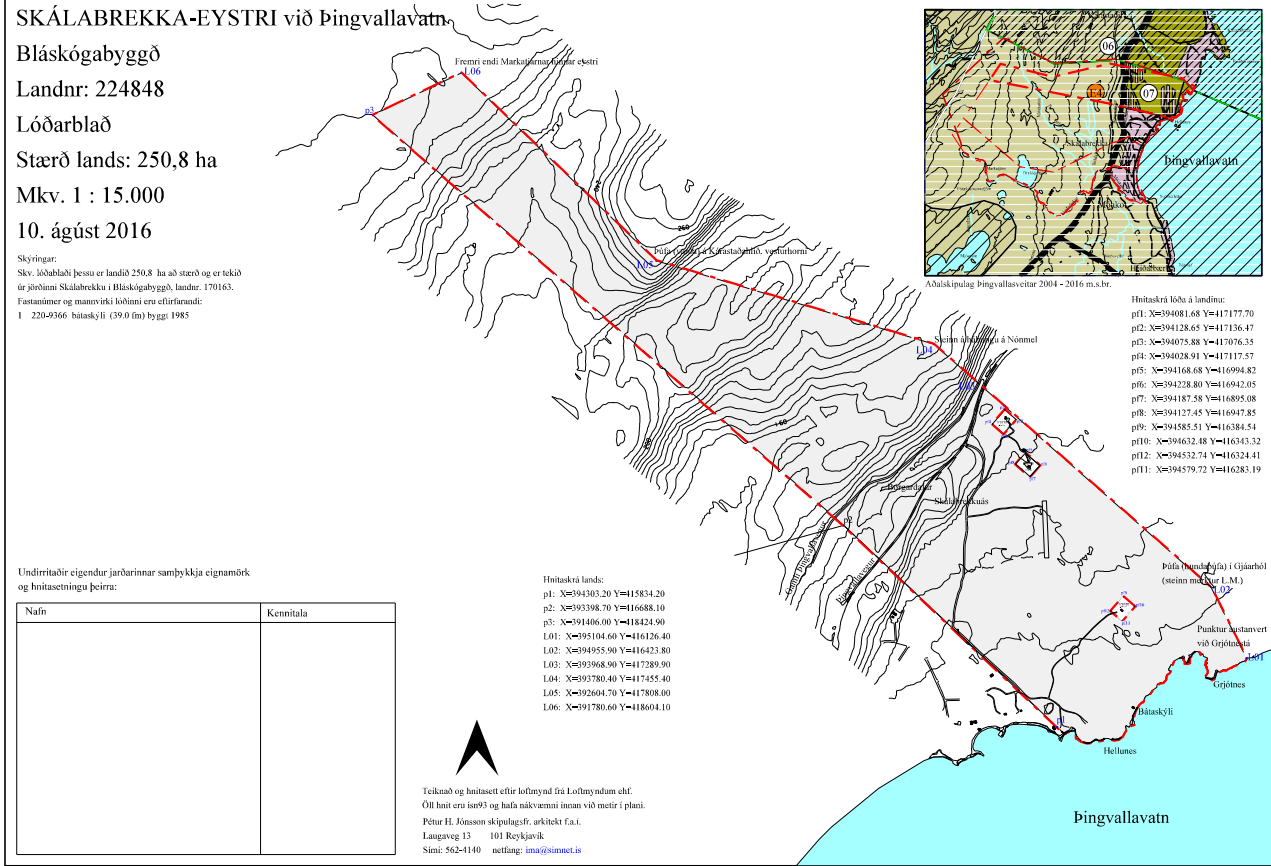 SKÁLABREKKA-EYSTRI við Þingvallavatn
Bláskógabyggð
Landnr: 224848
Lóðarblað
Stærð lands: 250,8 ha
Mkv. 1 : 15.000
10. ágúst 2016
Skýringar:
Skv. lóðablaði þessu er landið 250,8 ha að stærð og er tekið
úr jörðinni Skálabrekku í Bláskógabyggð, landnr. 170163.
Fastanúmer og mannvirki lóðinni eru eftirfarandi:
1 220-9366 bátaskýli (39.0 fm) byggt 1985
Fremri endi Markatjarnar
L06
p3
L05
L04
Steinn á
á Nónmel
260
160
200
Borgardalur
Skálabrekkuás
p2
Gamli Þingvallavegur
Þingvallavegur
Þúfa (hundaþúfa) í Gjáarhól
(steinn merktur L.M.)
L02
Punktur austanvert
við Grjótnestá
L01
Grjótnes
Bátaskýli
Hellunes
p1
Þingvallavatn
06
07
Skálabrekka
Þingvallavatn
Aðalskipulag Þingvallasveitar 2004 - 2016 m.s.br.
Hnitaskrá lóða á landinu:
pf1: X=394081.68 Y=417177.70
pf2: X=394128.65 Y=417136.47
pf3: X=394075.88 Y=417076.35
pf4: X=394028.91 Y=417117.57
pf5: X=394168.68 Y=416994.82
pf6: X=394228.80 Y=416942.05
pf7: X=394187.58 Y=416895.08
pf8: X=394127.45 Y=416947.85
pf9: X=394585.51 Y=416384.54
pf10: X=394632.48 Y=416343.32
pf12: X=394532.74 Y=416324.41
pf11: X=394579.72 Y=416283.19
Undirritaðir eigendur jarðarinnar samþykkja eignamörk
og hnitasetningu þeirra:
Nafn
Kennitala
Hnitaskrá lands:
p1: X=394303.20 Y=415834.20
p2: X=393398.70 Y=416688.10
p3: X=391406.00 Y=418424.90
L01: X=395104.60 Y=416126.40
L02: X=394955.90 Y=416423.80
L03: X=393968.90 Y=417289.90
L04: X=393780.40 Y=417455.40
L05: X=392604.70 Y=417808.00
L06: X=391780.60 Y=418604.10
Teiknað og hnitasett eftir loftmynd frá Loftmyndum ehf.
Öll hnit eru ísn93 og hafa nákvæmni innan við metir í plani.
Pétur H. Jónsson skipulagsfr. arkitekt f.a.í.
Laugaveg 13 101 Reykjavík
Sími: 562-4140 netfang: ima@simnet.is